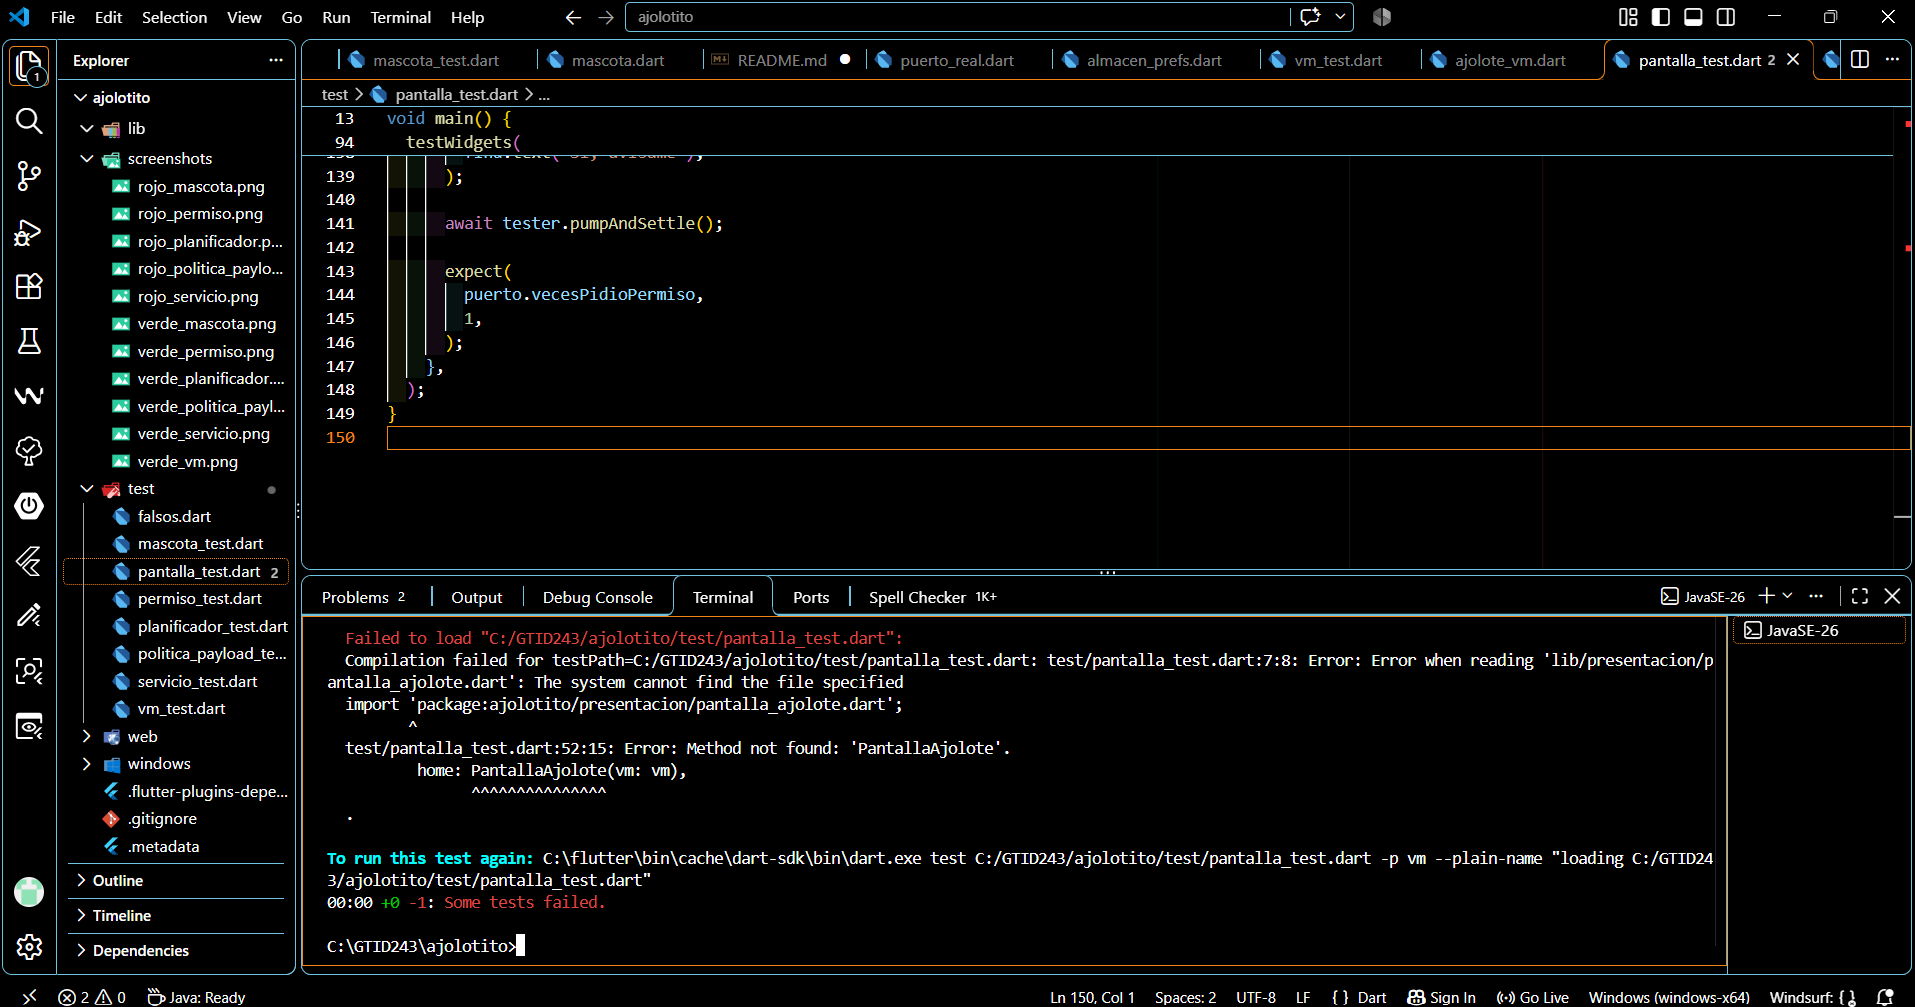 File Edit Selection View Go Run Terminal Help
ajolotito
Explorer
mascota_test.dart
mascota.dart
README.md
puerto_real.dart
almacen_prefs.dart
vm_test.dart
ajolote_vm.dart
pantalla_test.dart 2
test > pantalla_test.dart > ...
1
ajolotito
lib
screenshots
rojo_mascota.png
rojo_permiso.png
rojo_planificador.p...
rojo_politica_paylo...
rojo_servicio.png
verde_mascota.png
verde_permiso.png
verde_planificador....
verde_politica_payl...
verde_servicio.png
verde_vm.png
test
falsos.dart
mascota_test.dart
pantalla_test.dart 2
permiso_test.dart
planificador_test.dart
politica_payload_te...
servicio_test.dart
vm_test.dart
web
windows
.flutter-plugins-depe...
.gitignore
.metadata
Outline
Timeline
Dependencies
13 void main() {
94 testWidgets(
139 );
140
141 await tester.pumpAndSettle();
142
143 expect(
144 puerto.vecesPidioPermiso,
145 1,
146 );
147 },
148 );
149 }
150
Problems 2 Output Debug Console Terminal Ports Spell Checker 1K+
JavaSE-26
JavaSE-26
Failed to load "C:/GTID243/ajolotito/test/pantalla_test.dart":
Compilation failed for testPath=C:/GTID243/ajolotito/test/pantalla_test.dart: test/pantalla_test.dart:7:8: Error: Error when reading 'lib/presentacion/p
antalla_ajolote.dart': The system cannot find the file specified
import 'package:ajolotito/presentacion/pantalla_ajolote.dart';
^
test/pantalla_test.dart:52:15: Error: Method not found: 'PantallaAjolote'.
home: PantallaAjolote(vm: vm),
^^^^^^^^^^^^^^^
.
To run this test again: C:\flutter\bin\cache\dart-sdk\bin\dart.exe test C:/GTID243/ajolotito/test/pantalla_test.dart -p vm --plain-name "loading C:/GTID24
3/ajolotito/test/pantalla_test.dart"
00:00 +0 -1: Some tests failed.
C:\GTID243\ajolotito>
2 0 Java: Ready
Ln 150, Col 1 Spaces: 2 UTF-8 LF { } Dart Sign In Go Live Windows (windows-x64) Windsurf: {}